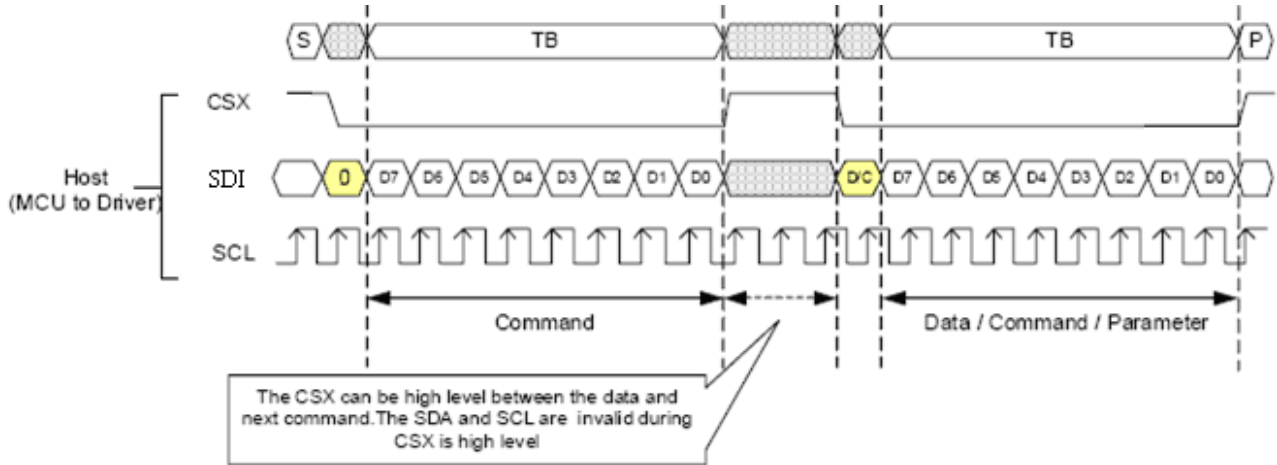 S TB TB P
CSX
SDI 0 D7 D6 D5 D4 D3 D2 D1 D0 D/C D7 D6 D5 D4 D3 D2 D1 D0
Host
(MCU to Driver)
SCL
Command Data / Command / Parameter
The CSX can be high level between the data and
next command.The SDA and SCL are invalid during
CSX is high level